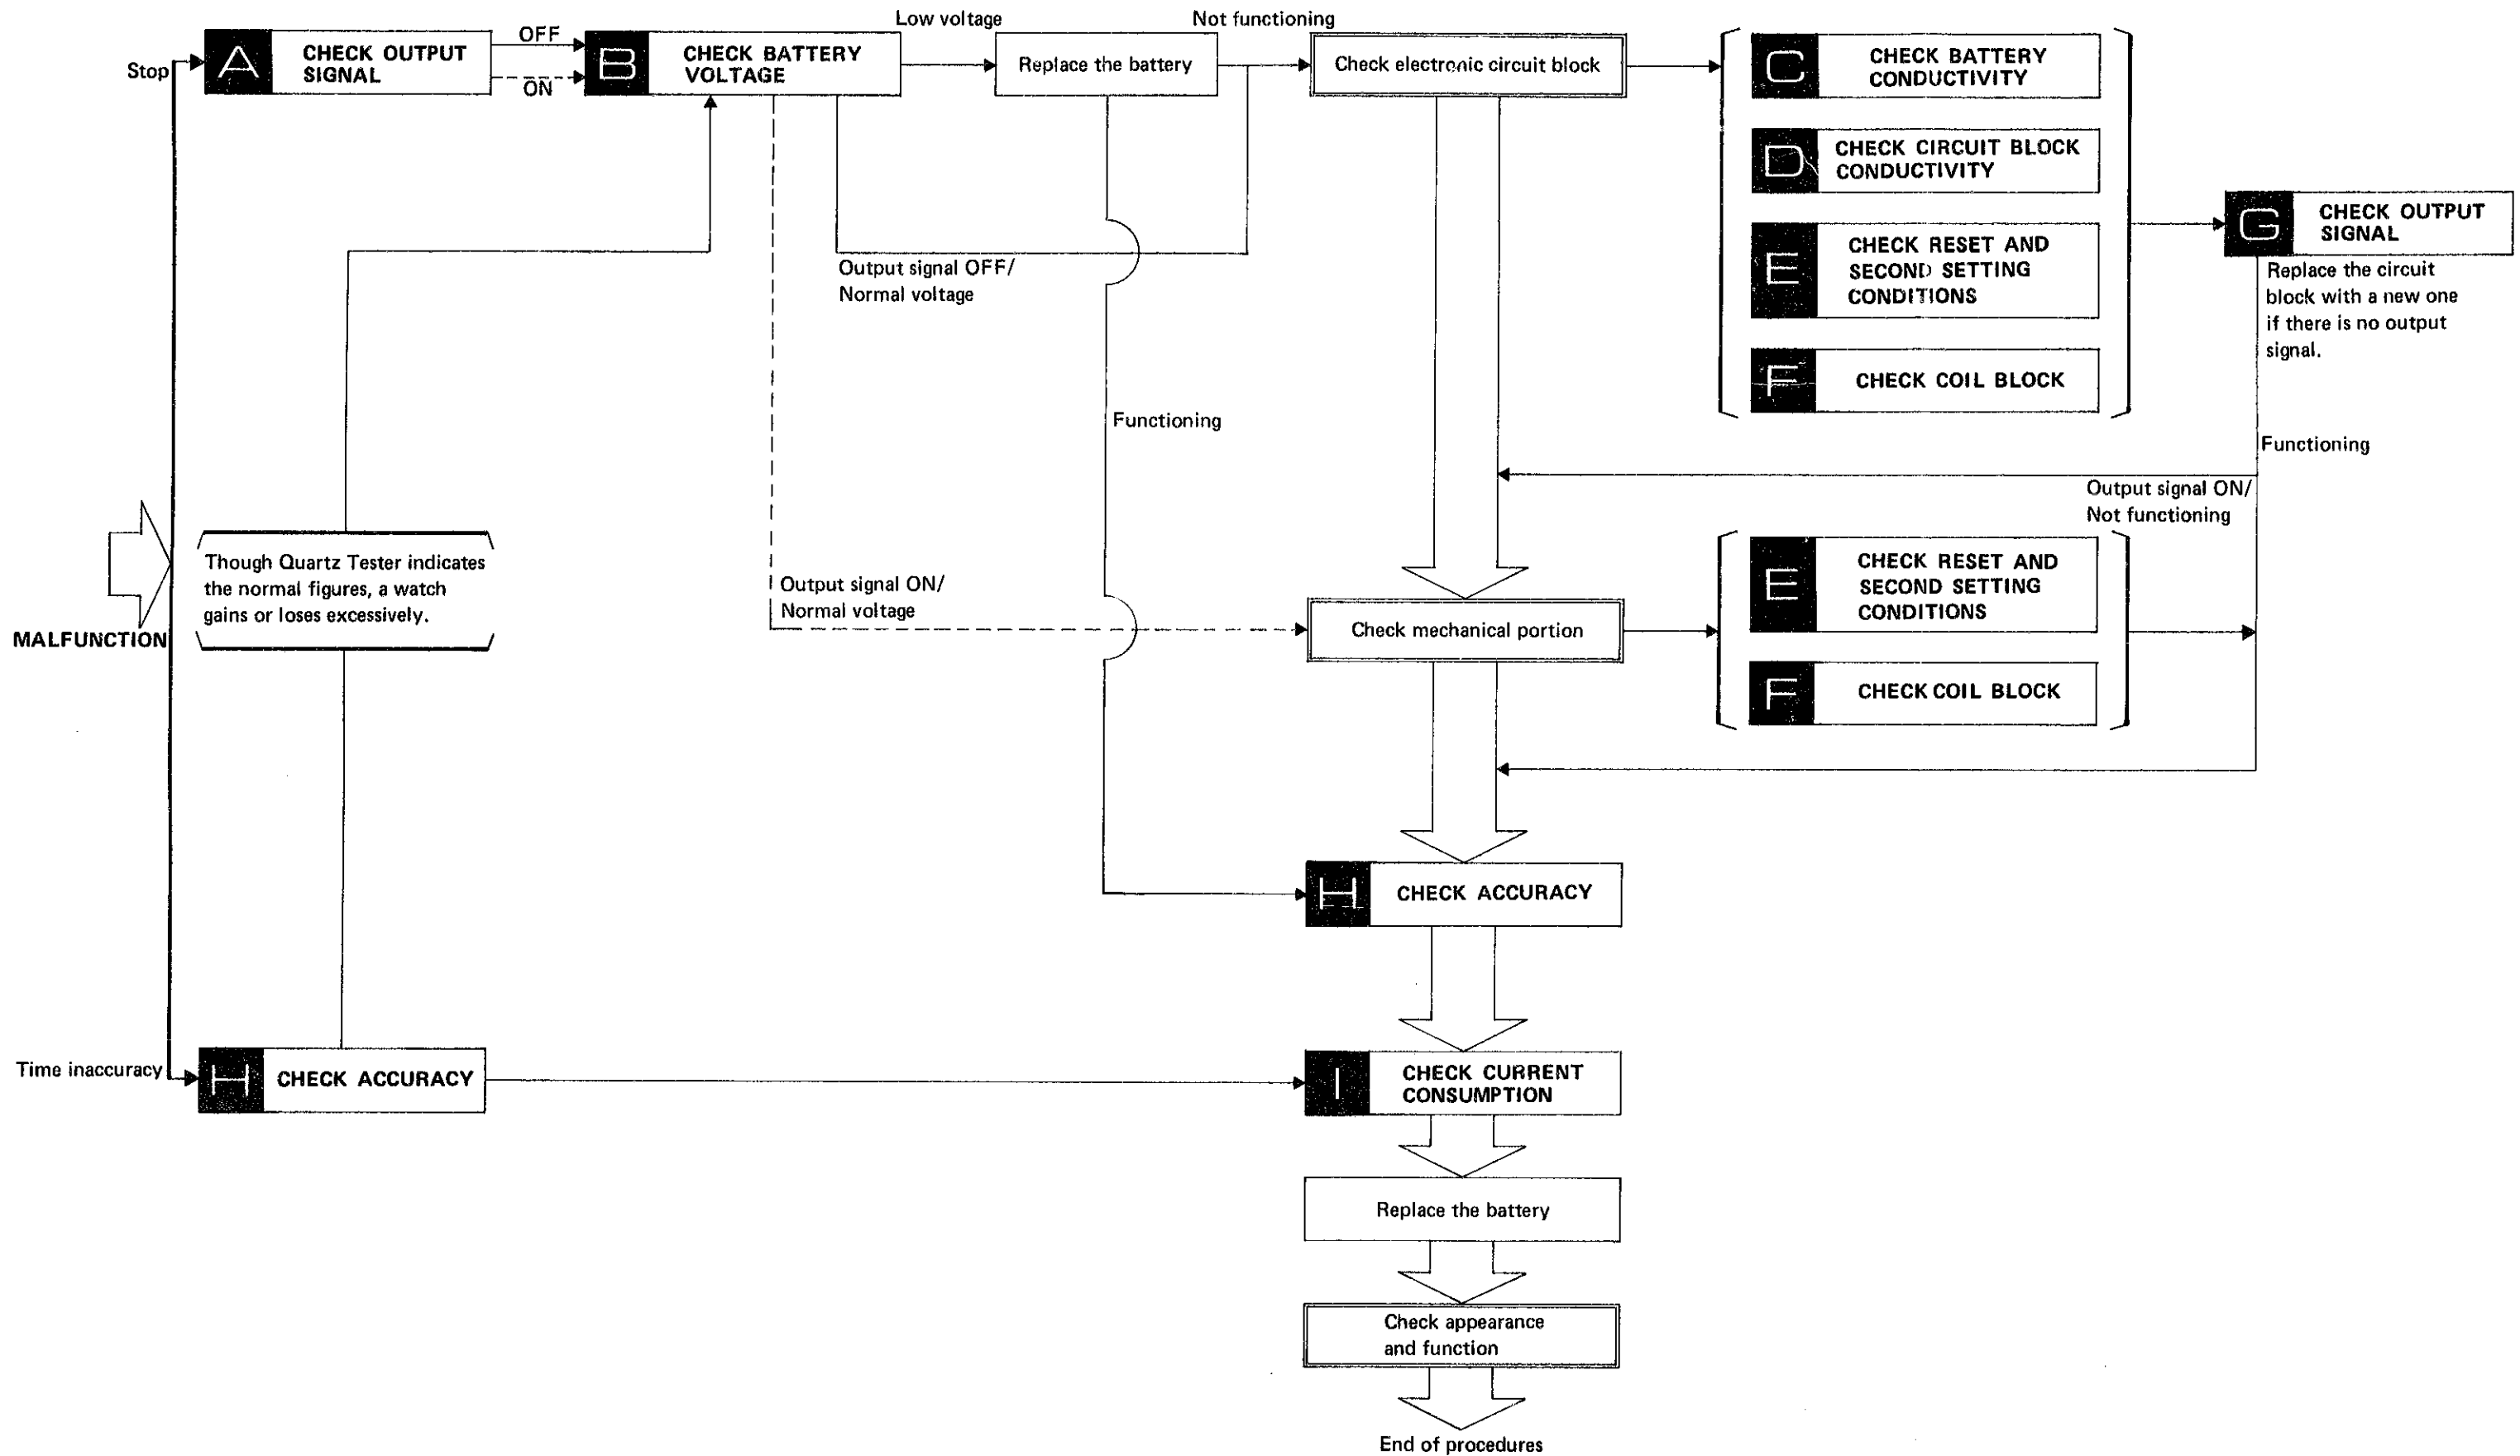 Stop
A
CHECK OUTPUT
SIGNAL
OFF
ON
B
CHECK BATTERY
VOLTAGE
Low voltage
Replace the battery
Not functioning
Check electronic circuit block
C
CHECK BATTERY
CONDUCTIVITY
D
CHECK CIRCUIT BLOCK
CONDUCTIVITY
E
CHECK RESET AND
SECOND SETTING
CONDITIONS
F
CHECK COIL BLOCK
G
CHECK OUTPUT
SIGNAL
Replace the circuit
block with a new one
if there is no output
signal.
Output signal OFF/
Normal voltage
Functioning
Functioning
Output signal ON/
Not functioning
MALFUNCTION
Though Quartz Tester indicates
the normal figures, a watch
gains or loses excessively.
Output signal ON/
Normal voltage
Check mechanical portion
E
CHECK RESET AND
SECOND SETTING
CONDITIONS
F
CHECK COIL BLOCK
H
CHECK ACCURACY
Time inaccuracy
H
CHECK ACCURACY
I
CHECK CURRENT
CONSUMPTION
Replace the battery
Check appearance
and function
End of procedures